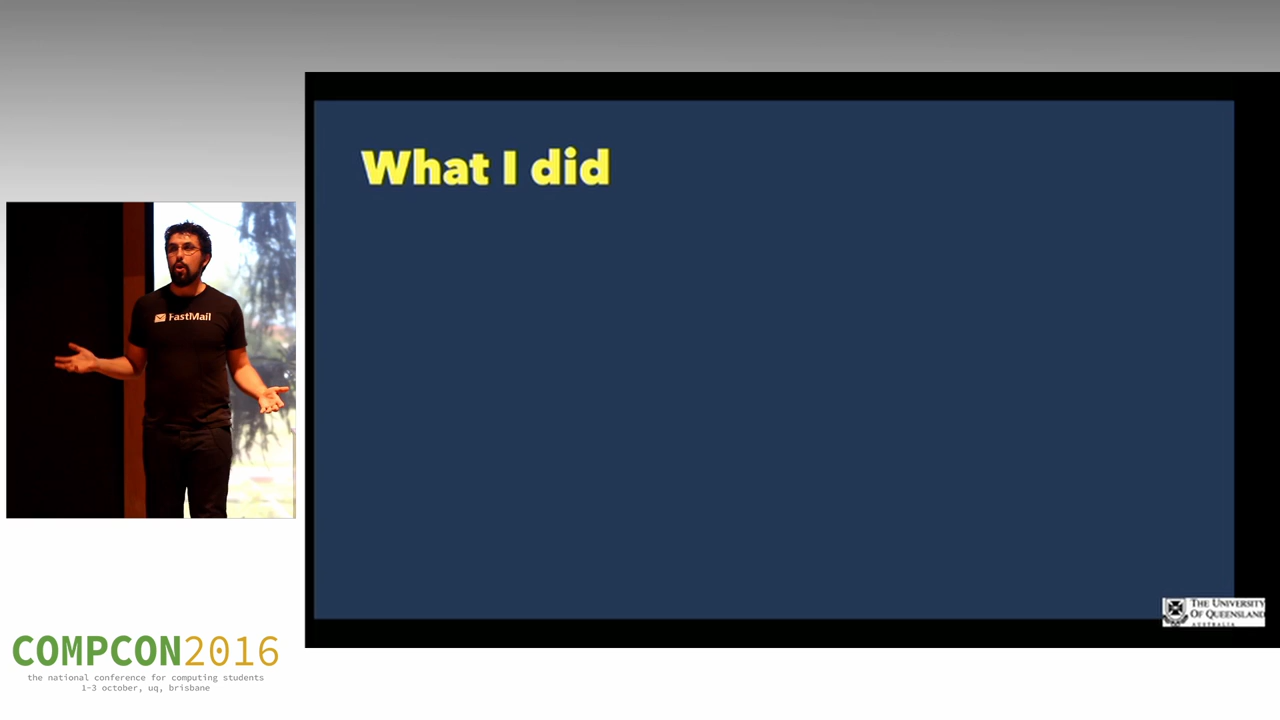 What I did
FastMail
THE UNIVERSITY
OF QUEENSLAND
AUSTRALIA
COMPCON2016
the national conference for computing students
1-3 october, uq, brisbane